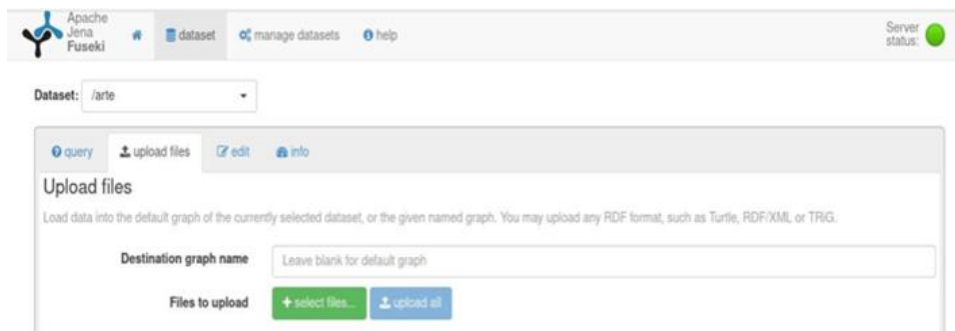 Apache
Jena
Fuseki
dataset
manage datasets
help
Server
status:
Dataset: /arte
query
upload files
edit
info
Upload files
Load data into the default graph of the currently selected dataset, or the given named graph. You may upload any RDF format, such as Turtle, RDF/XML or TRiG.
Destination graph name
Leave blank for default graph
Files to upload
+ select files...
upload all